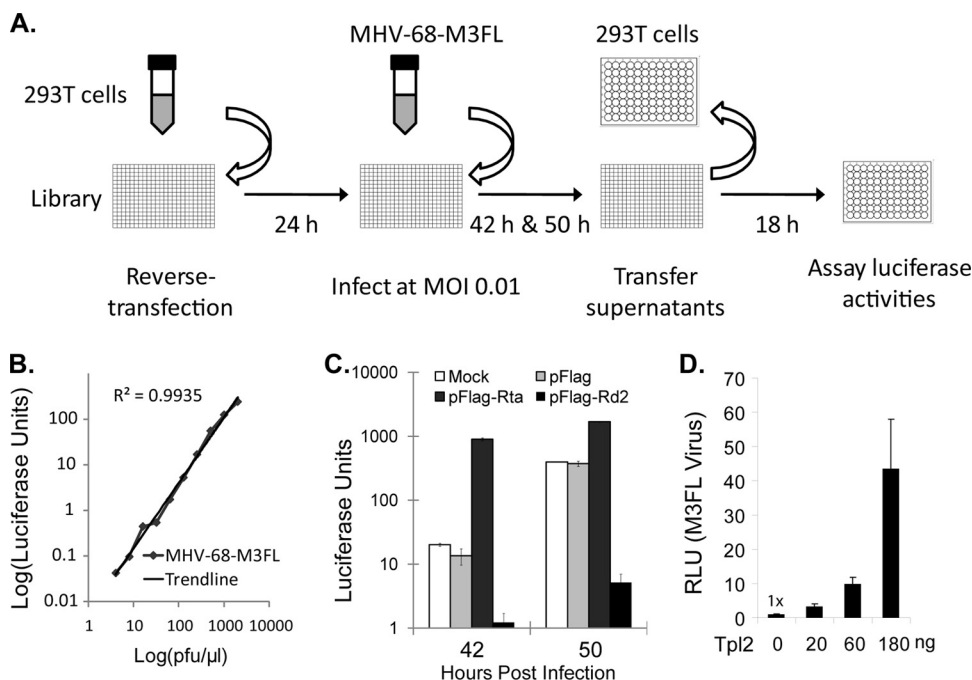 A.
MHV-68-M3FL
293T cells
293T cells
Library
24 h
42 h & 50 h
18 h
Reverse-
transfection
Infect at MOI 0.01
Transfer
supernatants
Assay luciferase
activities
B.
R² = 0.9935
Log(Luciferase Units)
100
10
1
0.1
0.01
MHV-68-M3FL
Trendline
1
10
100
1000
10000
Log(pfu/µl)
C.
Mock
pFlag
pFlag-Rta
pFlag-Rd2
Luciferase Units
10000
1000
100
10
1
42
50
Hours Post Infection
D.
RLU (M3FL Virus)
70
60
50
40
30
20
10
0
1x
Tpl2 0 20 60 180 ng